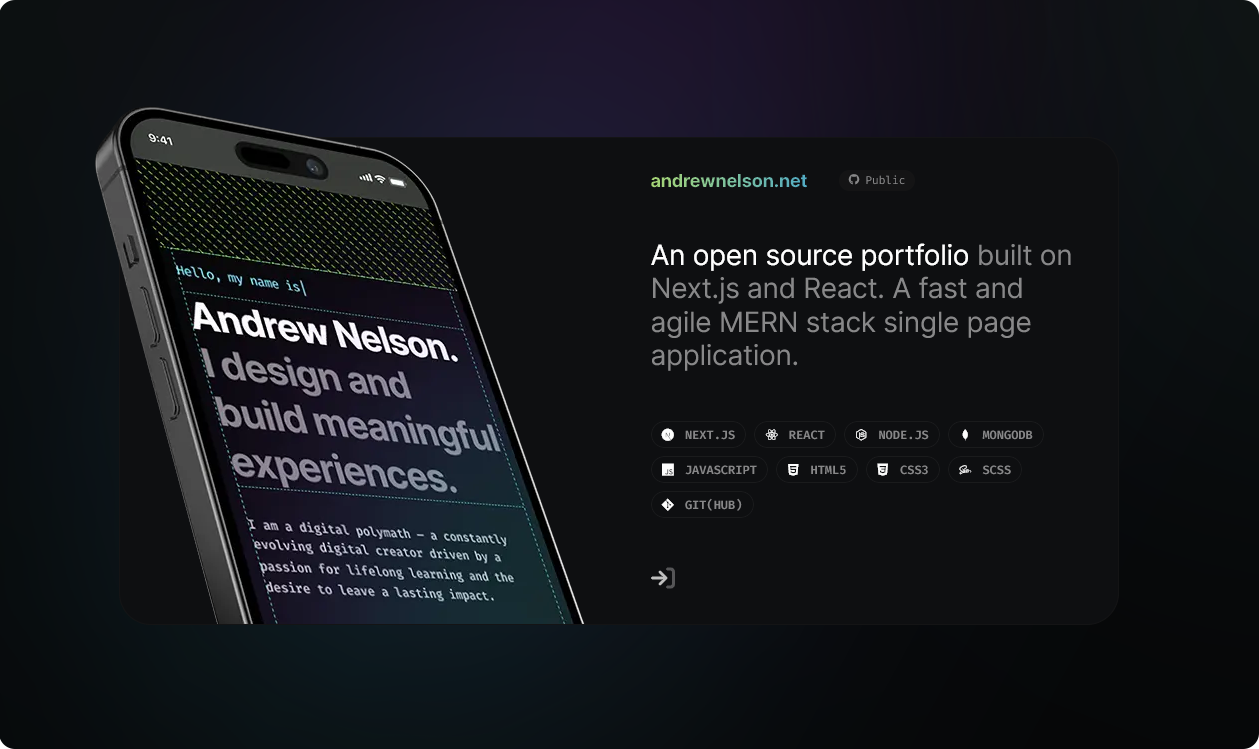 9:41
Hello, my name is|
Andrew Nelson.
I design and
build meaningful
experiences.
I am a digital polymath — a constantly
evolving digital creator driven by a
passion for lifelong learning and the
desire to leave a lasting impact.
andrewnelson.net
Public
An open source portfolio built on
Next.js and React. A fast and
agile MERN stack single page
application.
NEXT.JS REACT NODE.JS MONGODB
JAVASCRIPT HTML5 CSS3 SCSS
GIT(HUB)